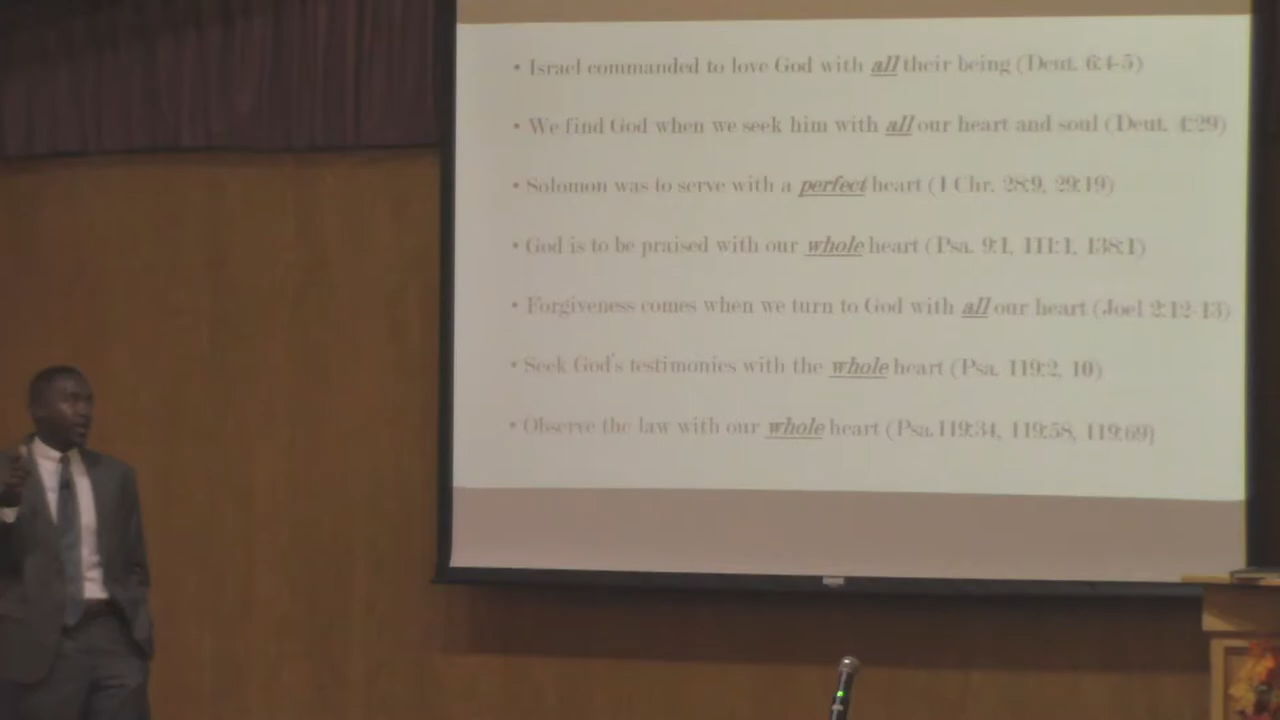 • Israel commanded to love God with all their being (Deut. 6:4-5)
• We find God when we seek him with all our heart and soul (Deut. 4:29)
• Solomon was to serve with a perfect heart (1 Chr. 28:9, 29:19)
• God is to be praised with our whole heart (Psa. 9:1, 111:1, 138:1)
• Forgiveness comes when we turn to God with all our heart (Joel 2:12-13)
• Seek God's testimonies with the whole heart (Psa. 119:2, 10)
• Observe the law with our whole heart (Psa.119:34, 119:58, 119:69)